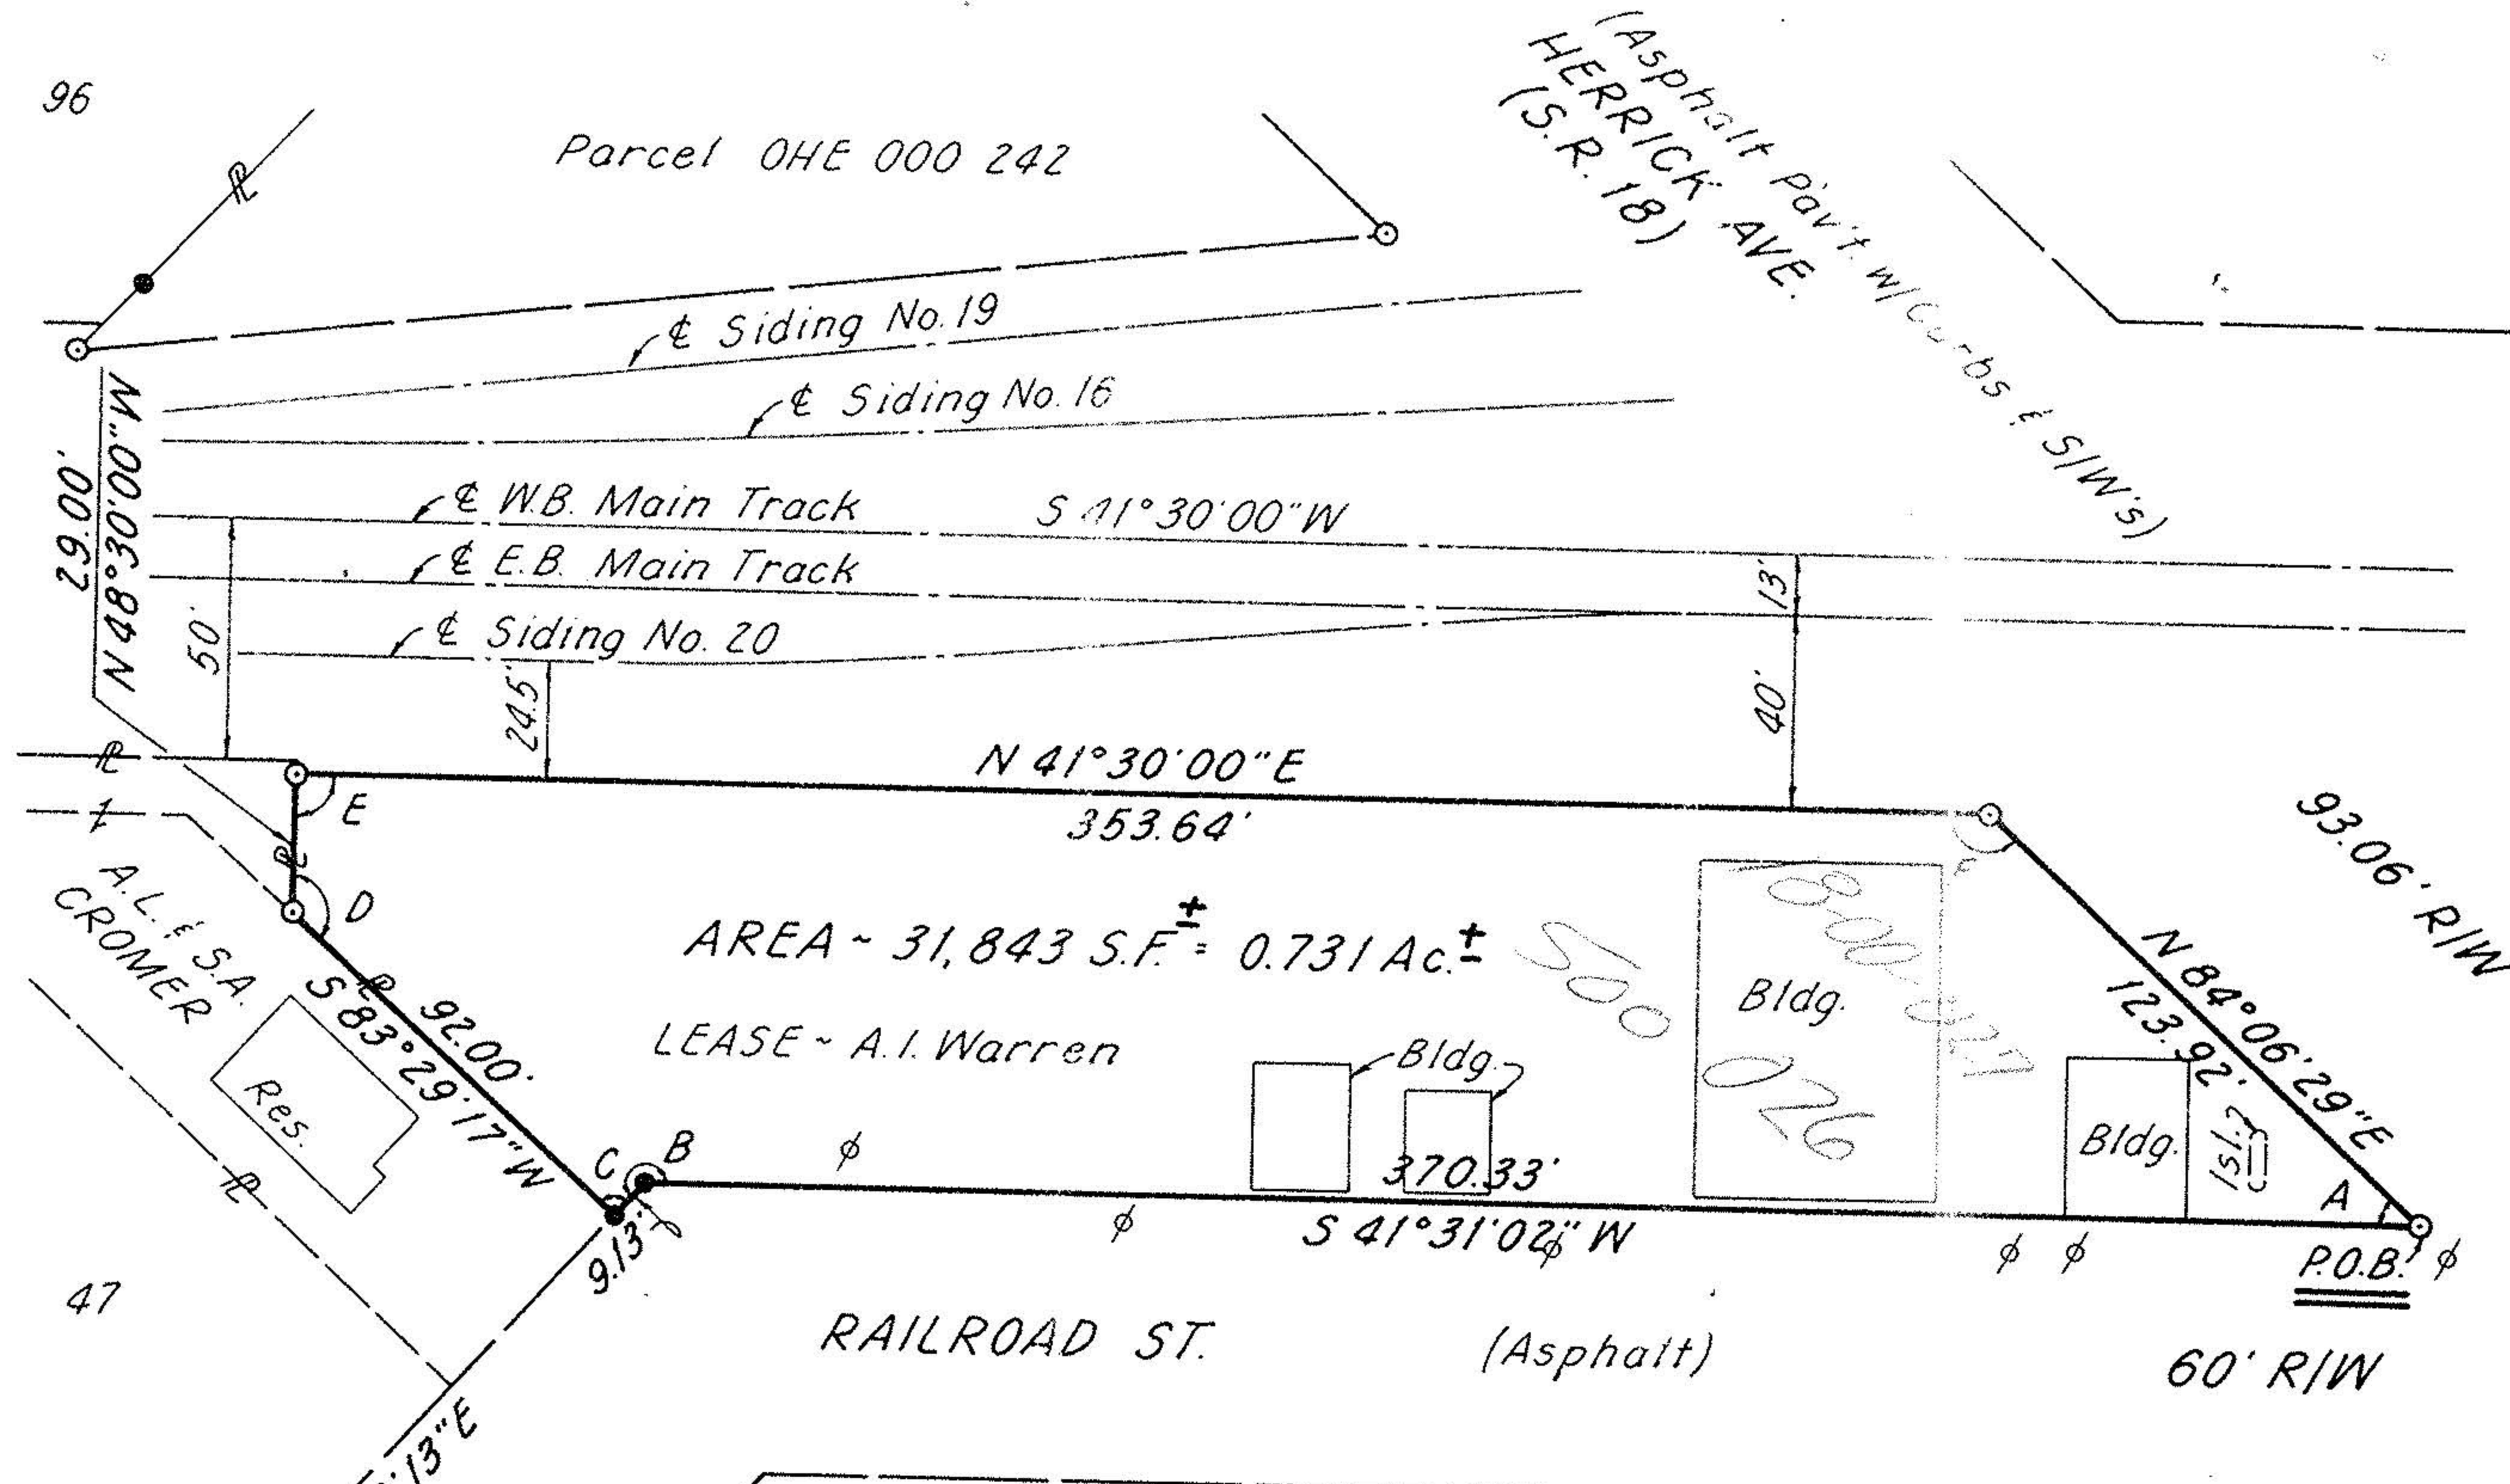 96
Parcel OHE 000 242
(Asphalt Pav't. w/Curbs & S/W's)
HERRICK AVE.
(S.R. 18)
℄ Siding No. 19
℄ Siding No. 16
29.00'
N 48°30'00"W
℄ W.B. Main Track
S 41°30'00"W
℄ E.B. Main Track
13'
50'
℄ Siding No. 20
24.5'
40'
N 41°30'00"E
353.64'
93.06' R/W
E
F
D
A.L. & S.A.
CROMER
AREA ~ 31,843 S.F.± = 0.731 Ac.±
LEASE ~ A.I. Warren
500
026
Bldg.
Bldg.
N 84°06'29"E
123.92'
92.00'
S 83°29'17"W
Res.
C
B
370.33'
S 41°31'02"W
Bldg.
Isl.
A
9.13'
P.O.B.
47
RAILROAD ST.
(Asphalt)
60' R/W
13"E